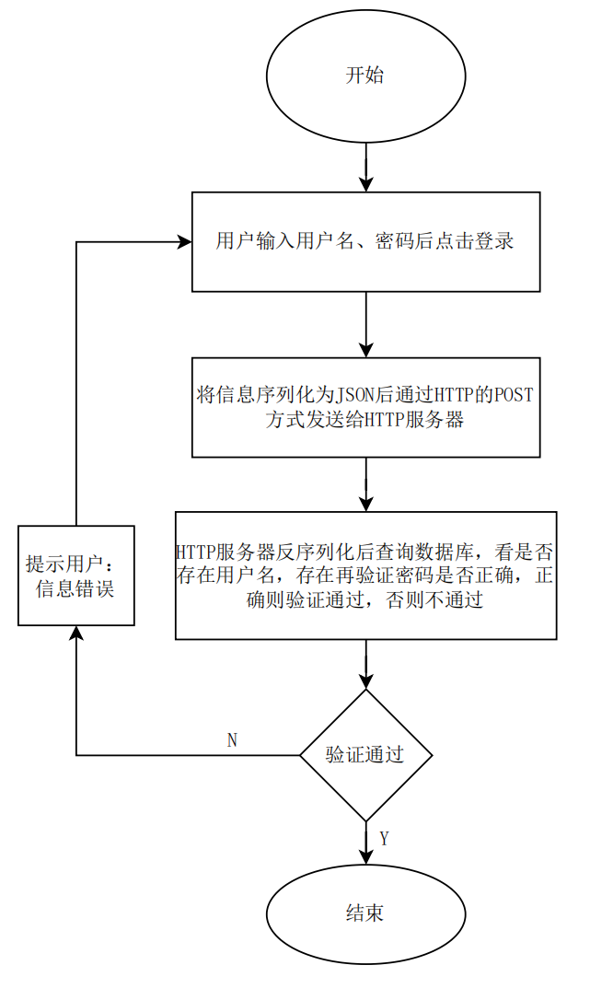 开始
用户输入用户名、密码后点击登录
将信息序列化为JSON后通过HTTP的POST
方式发送给HTTP服务器
HTTP服务器反序列化后查询数据库，看是否
存在用户名，存在再验证密码是否正确，正
确则验证通过，否则不通过
提示用户：
信息错误
验证通过
N
Y
结束